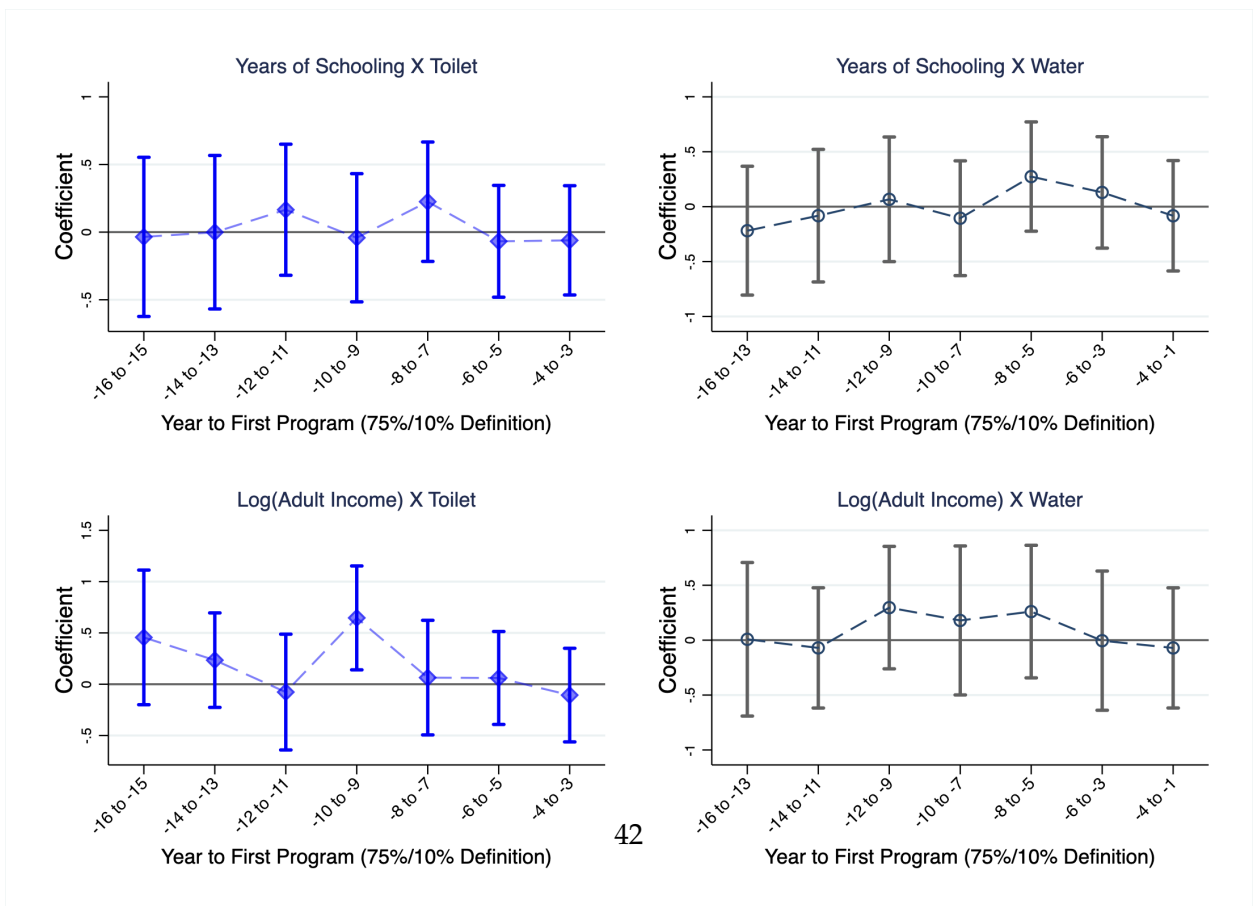 Years of Schooling X Toilet
Coefficient
1
.5
0
-.5
-16 to -15
-14 to -13
-12 to -11
-10 to -9
-8 to -7
-6 to -5
-4 to -3
Year to First Program (75%/10% Definition)
Years of Schooling X Water
Coefficient
1
.5
0
-.5
-1
-16 to -13
-14 to -11
-12 to -9
-10 to -7
-8 to -5
-6 to -3
-4 to -1
Year to First Program (75%/10% Definition)
Log(Adult Income) X Toilet
Coefficient
1.5
1
.5
0
-.5
-16 to -15
-14 to -13
-12 to -11
-10 to -9
-8 to -7
-6 to -5
-4 to -3
Year to First Program (75%/10% Definition)
Log(Adult Income) X Water
Coefficient
1
.5
0
-.5
-1
-16 to -13
-14 to -11
-12 to -9
-10 to -7
-8 to -5
-6 to -3
-4 to -1
Year to First Program (75%/10% Definition)
42